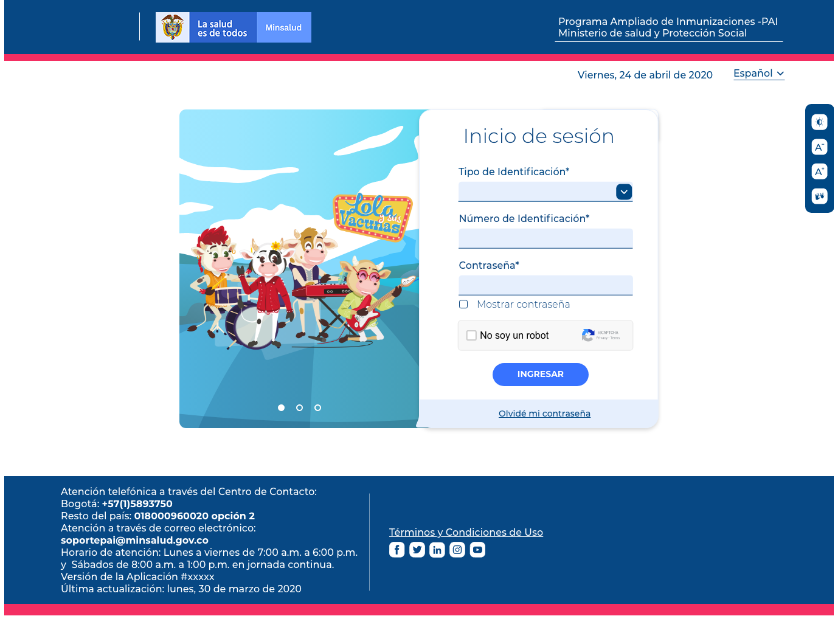 La salud
es de todos
Minsalud
Programa Ampliado de Inmunizaciones -PAI
Ministerio de salud y Protección Social
Viernes, 24 de abril de 2020
Español
A+
A-
Lola
y sus
Vacunas
Inicio de sesión
Tipo de Identificación*
Número de Identificación*
Contraseña*
Mostrar contraseña
No soy un robot
INGRESAR
Olvidé mi contraseña
Atención telefónica a través del Centro de Contacto:
Bogotá: +57(1)5893750
Resto del país: 018000960020 opción 2
Atención a través de correo electrónico:
soportepai@minsalud.gov.co
Horario de atención: Lunes a viernes de 7:00 a.m. a 6:00 p.m.
y Sábados de 8:00 a.m. a 1:00 p.m. en jornada continua.
Versión de la Aplicación #xxxxx
Última actualización: lunes, 30 de marzo de 2020
Términos y Condiciones de Uso